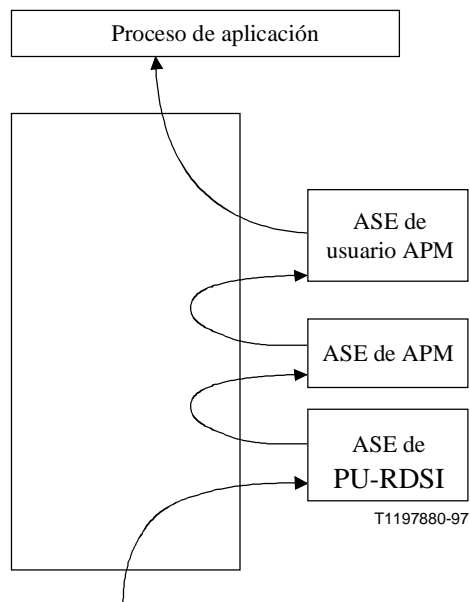 Proceso de aplicación
ASE de
usuario APM
ASE de APM
ASE de
PU-RDSI
T1197880-97